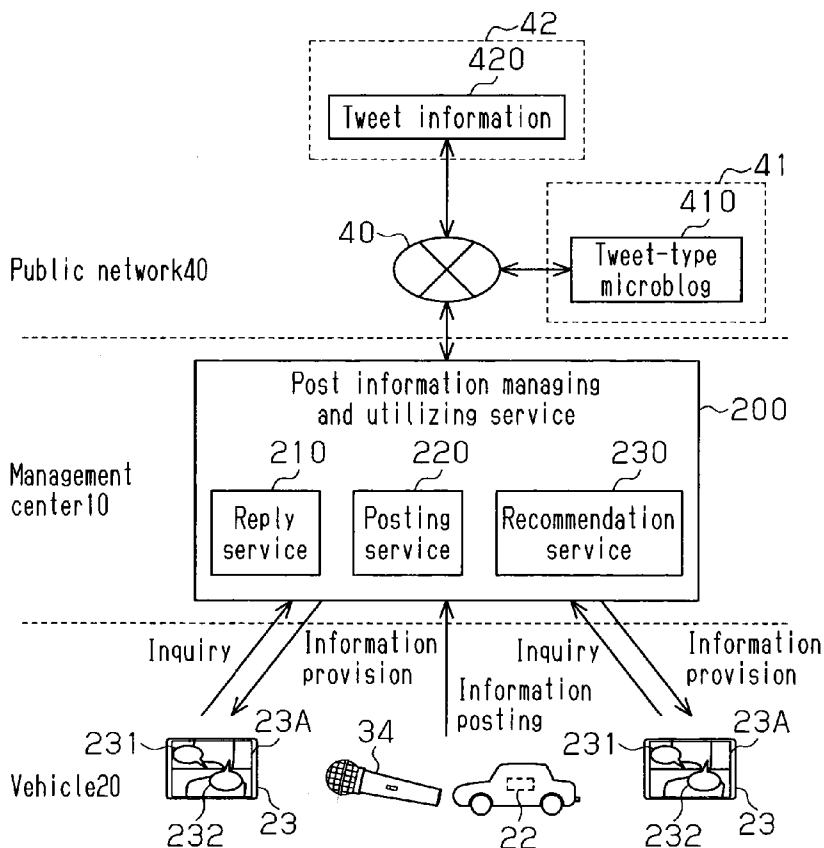 42
420
Tweet information
41
410
40
Tweet-type
microblog
Public network40
Post information managing
and utilizing service
200
210
220
230
Management
center10
Reply
service
Posting
service
Recommendation
service
Inquiry
Information
provision
Inquiry
Information
provision
Information
posting
231
23A
34
231
23A
Vehicle20
232
23
22
232
23